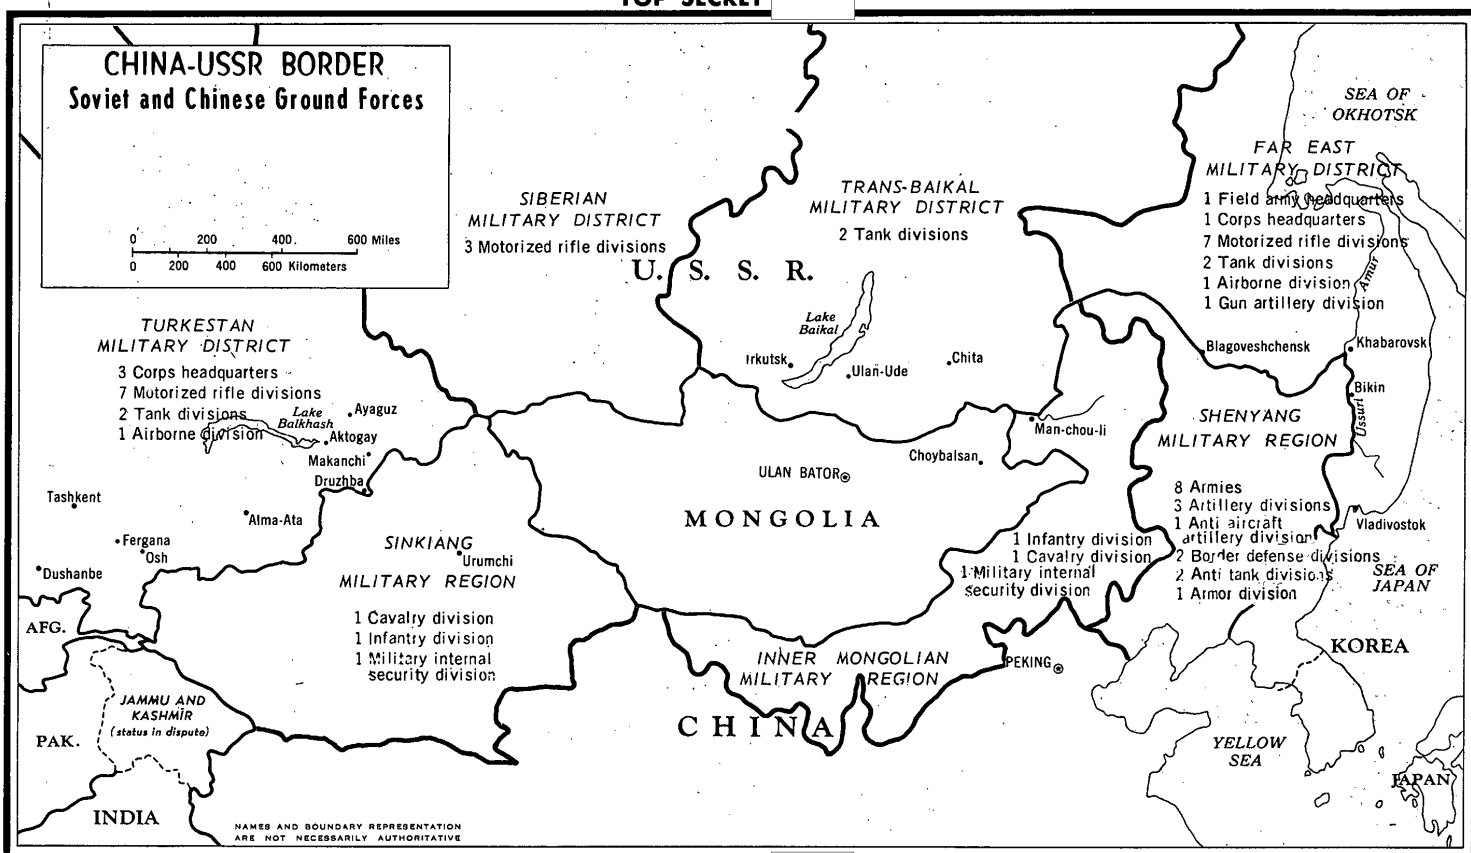 TOP SECRET
CHINA-USSR BORDER
Soviet and Chinese Ground Forces
0 200 400 600 Miles
0 200 400 600 Kilometers
SEA OF
OKHOTSK
FAR EAST
MILITARY DISTRICT
1 Field army headquarters
1 Corps headquarters
7 Motorized rifle divisions
2 Tank divisions
1 Airborne division
1 Gun artillery division
Amur
SIBERIAN
MILITARY DISTRICT
3 Motorized rifle divisions
TRANS-BAIKAL
MILITARY DISTRICT
2 Tank divisions
U. S. S. R.
TURKESTAN
MILITARY DISTRICT
3 Corps headquarters
7 Motorized rifle divisions
2 Tank divisions
1 Airborne division
Lake
Balkhash
Ayaguz
Aktogay
Makanchi
Druzhba
Tashkent
Alma-Ata
Fergana
Osh
Dushanbe
Lake
Baikal
Irkutsk
Ulan-Ude
Chita
Blagoveshchensk
Khabarovsk
Bikin
Ussuri
Man-chou-li
Choybalsan
ULAN BATOR
MONGOLIA
SHENYANG
MILITARY REGION
8 Armies
3 Artillery divisions
1 Anti aircraft
artillery division
2 Border defense divisions
2 Anti tank divisions
1 Armor division
Vladivostok
SEA OF
JAPAN
SINKIANG
Urumchi
MILITARY REGION
1 Cavalry division
1 Infantry division
1 Military internal
security division
1 Infantry division
1 Cavalry division
1 Military internal
security division
INNER MONGOLIAN
MILITARY REGION
PEKING
CHINA
KOREA
YELLOW
SEA
JAPAN
AFG.
PAK.
JAMMU AND
KASHMIR
(status in dispute)
INDIA
NAMES AND BOUNDARY REPRESENTATION
ARE NOT NECESSARILY AUTHORITATIVE